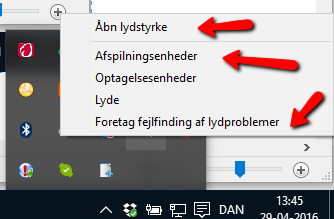 Åbn lydstyrke
Afspilningsenheder
Optagelsesenheder
Lyde
Foretag fejlfinding af lydproblemer
DAN
13:45
29-04-2016